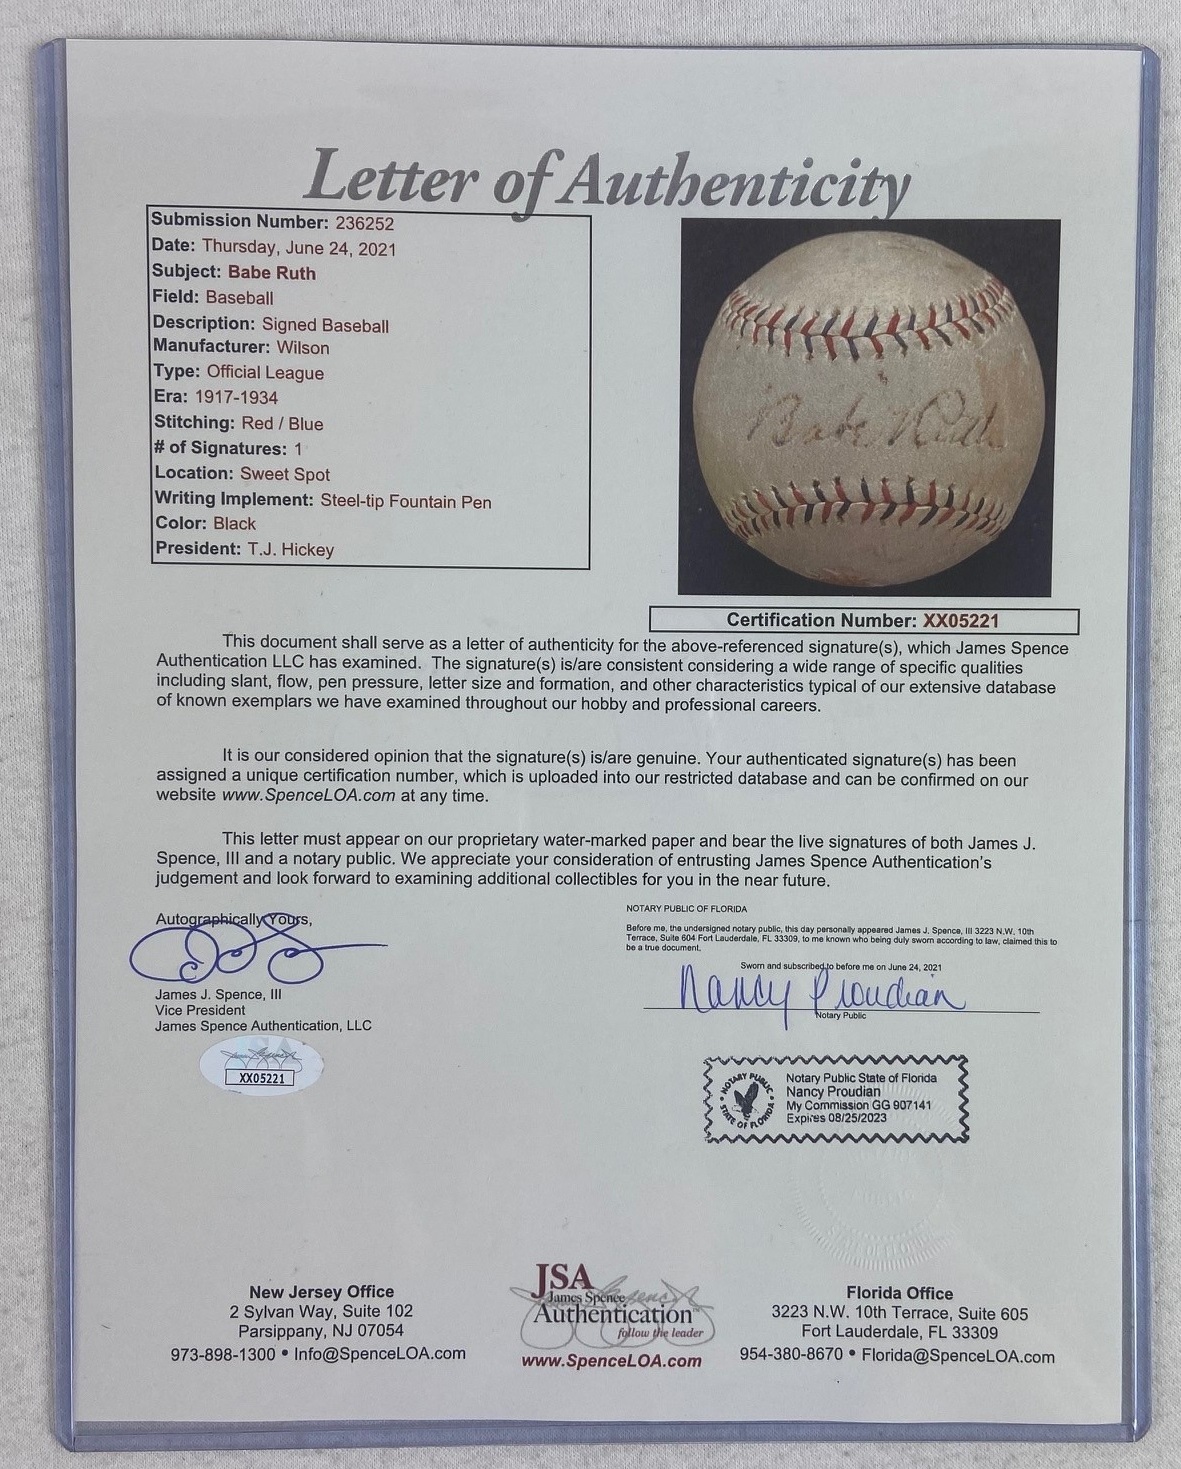 Letter of Authenticity
Submission Number: 236252
Date: Thursday, June 24, 2021
Subject: Babe Ruth
Field: Baseball
Description: Signed Baseball
Manufacturer: Wilson
Type: Official League
Era: 1917-1934
Stitching: Red / Blue
# of Signatures: 1
Location: Sweet Spot
Writing Implement: Steel-tip Fountain Pen
Color: Black
President: T.J. Hickey
"Babe" Ruth
Certification Number: XX05221
This document shall serve as a letter of authenticity for the above-referenced signature(s), which James Spence
Authentication LLC has examined. The signature(s) is/are consistent considering a wide range of specific qualities
including slant, flow, pen pressure, letter size and formation, and other characteristics typical of our extensive database
of known exemplars we have examined throughout our hobby and professional careers.
It is our considered opinion that the signature(s) is/are genuine. Your authenticated signature(s) has been
assigned a unique certification number, which is uploaded into our restricted database and can be confirmed on our
website www.SpenceLOA.com at any time.
This letter must appear on our proprietary water-marked paper and bear the live signatures of both James J.
Spence, III and a notary public. We appreciate your consideration of entrusting James Spence Authentication's
judgement and look forward to examining additional collectibles for you in the near future.
Autographically Yours,
James J. Spence, III
Vice President
James Spence Authentication, LLC
XX05221
NOTARY PUBLIC OF FLORIDA
Before me, the undersigned notary public, this day personally appeared James J. Spence, III 3223 N.W. 10th
Terrace, Suite 604 Fort Lauderdale, FL 33309, to me known who being duly sworn according to law, claimed this to
be a true document.
Sworn and subscribed to before me on June 24, 2021
Nancy Proudian
Notary Public
NOTARY PUBLIC
STATE OF FLORIDA
Notary Public State of Florida
Nancy Proudian
My Commission GG 907141
Expires 08/25/2023
PUBLIC
STATE OF FLORIDA
New Jersey Office
2 Sylvan Way, Suite 102
Parsippany, NJ 07054
973-898-1300 • Info@SpenceLOA.com
JSA
James Spence
Authentication™
follow the leader
www.SpenceLOA.com
Florida Office
3223 N.W. 10th Terrace, Suite 605
Fort Lauderdale, FL 33309
954-380-8670 • Florida@SpenceLOA.com